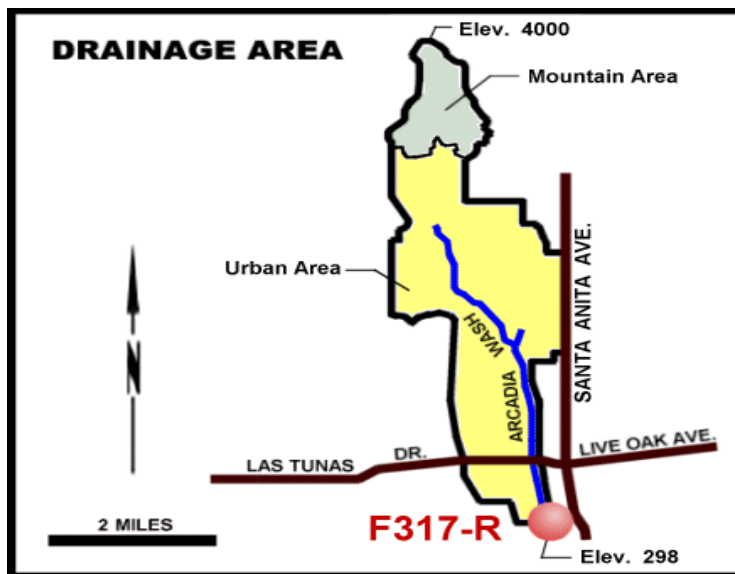 DRAINAGE AREA
Elev. 4000
Mountain Area
Urban Area
SANTA ANITA AVE.
WASH
ARCADIA
N
LAS TUNAS
DR.
LIVE OAK AVE.
2 MILES
F317-R
Elev. 298